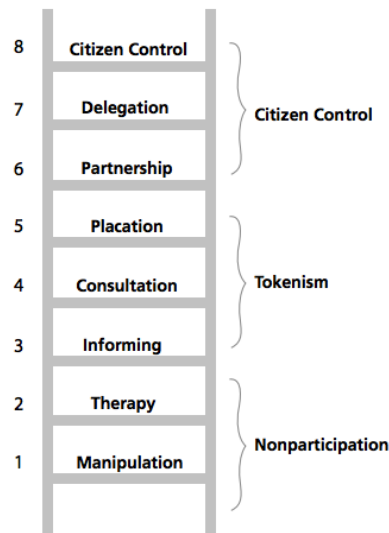 8 Citizen Control
7 Delegation
Citizen Control
6 Partnership
5 Placation
4 Consultation
Tokenism
3 Informing
2 Therapy
Nonparticipation
1 Manipulation